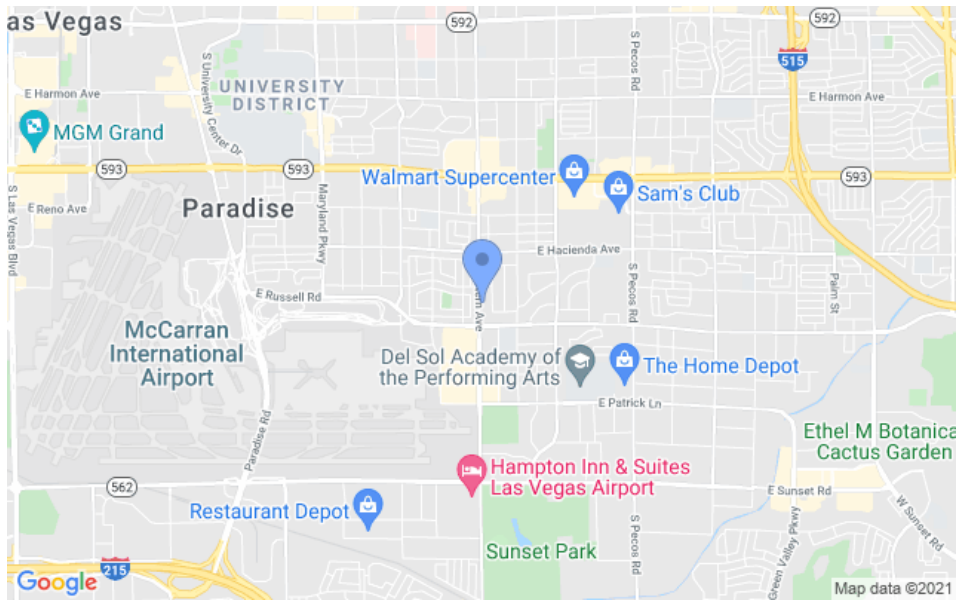 as Vegas
592
S Pecos Rd
515
E Harmon Ave
UNIVERSITY
DISTRICT
S University Center Dr
E Harmon Ave
MGM Grand
593
593
593
Walmart Supercenter
Sam's Club
S Las Vegas Blvd
E Reno Ave
Paradise
Maryland Pkwy
E Hacienda Ave
S Pecos Rd
Palm St
E Russell Rd
ern Ave
McCarran
International
Airport
Del Sol Academy of
the Performing Arts
The Home Depot
E Patrick Ln
Paradise Rd
Ethel M Botanica
Cactus Garden
562
Hampton Inn & Suites
Las Vegas Airport
E Sunset Rd
Restaurant Depot
W Sunset Rd
S Pecos Rd
Green Valley Pkwy
Sunset Park
215
Google
Map data ©2021